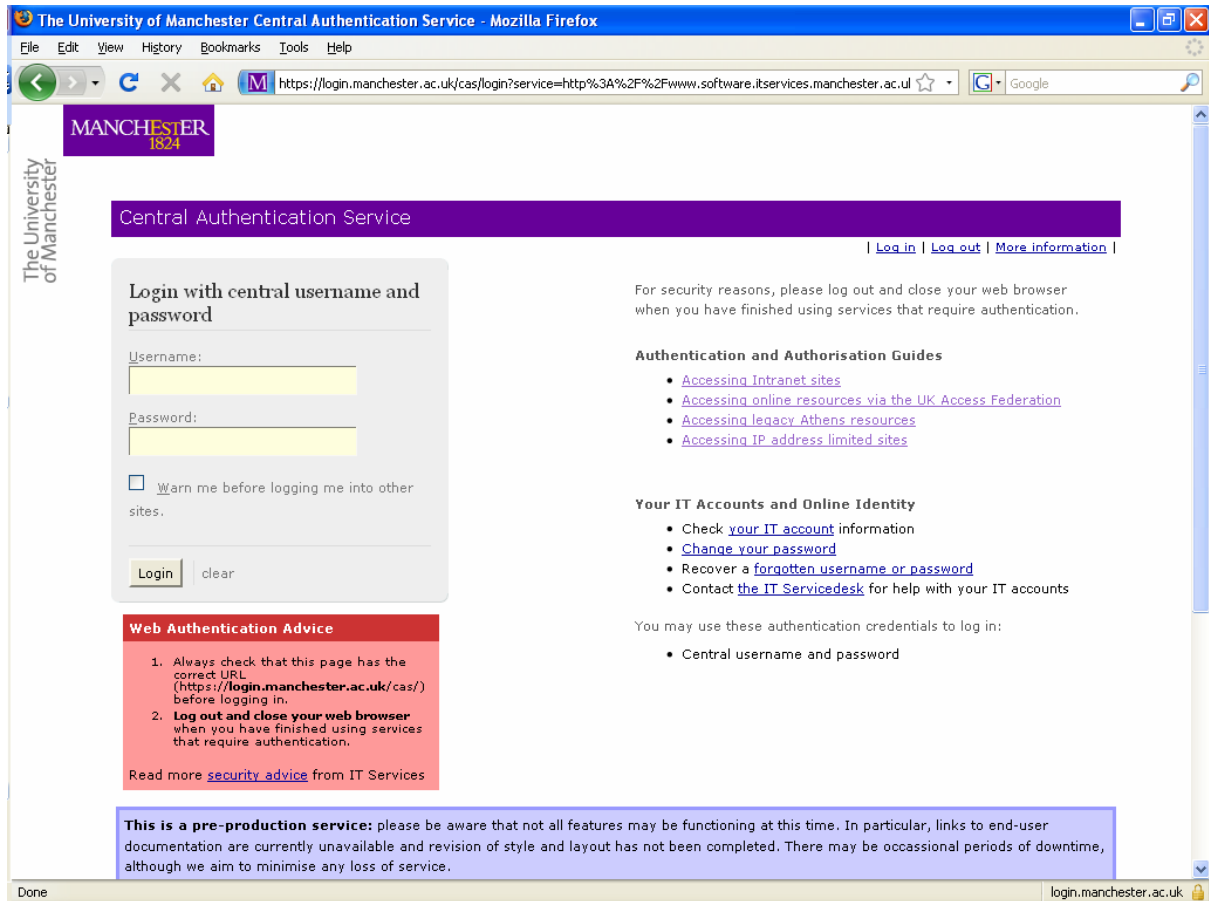 The University of Manchester Central Authentication Service - Mozilla Firefox
File Edit View History Bookmarks Tools Help
https://login.manchester.ac.uk/cas/login?service=http%3A%2F%2Fwww.software.itservices.manchester.ac.ul
Google
MANCHESTER
1824
The University
of Manchester
Central Authentication Service
| Log in | Log out | More information |
Login with central username and
password
Username:
Password:
Warn me before logging me into other
sites.
Login clear
Web Authentication Advice
1. Always check that this page has the
correct URL
(https://login.manchester.ac.uk/cas/)
before logging in.
2. Log out and close your web browser
when you have finished using services
that require authentication.
Read more security advice from IT Services
For security reasons, please log out and close your web browser
when you have finished using services that require authentication.
Authentication and Authorisation Guides
• Accessing Intranet sites
• Accessing online resources via the UK Access Federation
• Accessing legacy Athens resources
• Accessing IP address limited sites
Your IT Accounts and Online Identity
• Check your IT account information
• Change your password
• Recover a forgotten username or password
• Contact the IT Servicedesk for help with your IT accounts
You may use these authentication credentials to log in:
• Central username and password
This is a pre-production service: please be aware that not all features may be functioning at this time. In particular, links to end-user
documentation are currently unavailable and revision of style and layout has not been completed. There may be occassional periods of downtime,
although we aim to minimise any loss of service.
Done
login.manchester.ac.uk